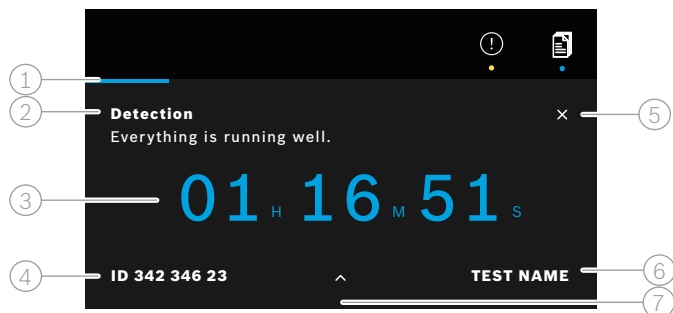 1
2
Detection
5
Everything is running well.
3
01 H 16 M 51 S
4
ID 342 346 23
TEST NAME
6
7